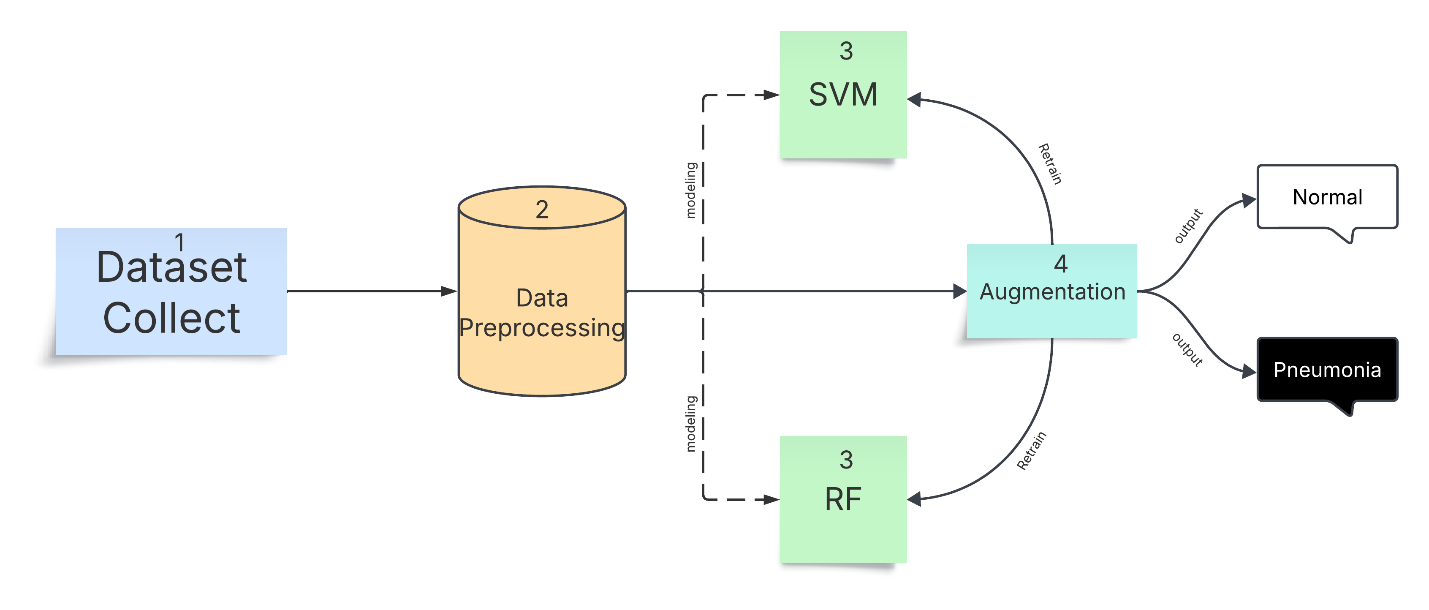 1
Dataset
Collect
2
Data
Preprocessing
modeling
modeling
3
SVM
3
RF
Retrain
Retrain
4
Augmentation
output
output
Normal
Pneumonia